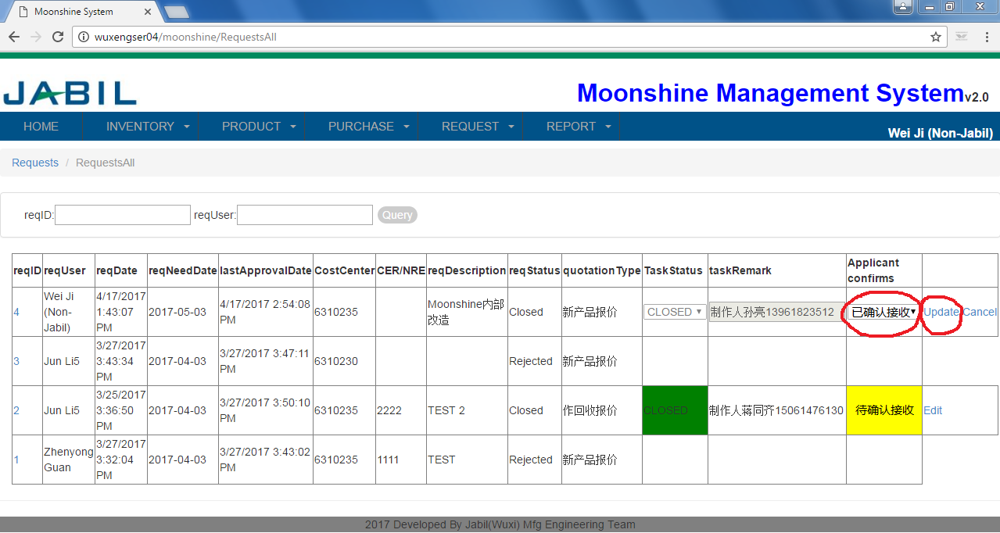 Moonshine System
wuxengser04/moonshine/RequestsAll
JABIL
Moonshine Management Systemv2.0
HOME INVENTORY PRODUCT PURCHASE REQUEST REPORT
Wei Ji (Non-Jabil)
Requests / RequestsAll
reqID: reqUser: Query
reqID reqUser reqDate reqNeedDate lastApprovalDate CostCenter CER/NRE reqDescription reqStatus quotationType TaskStatus taskRemark Applicant
confirms
4 Wei Ji (Non-Jabil) 4/17/2017 1:43:07 PM 2017-05-03 4/17/2017 2:54:08 PM 6310235 Moonshine内部改造 Closed 新产品报价 CLOSED 制作人孙亮13961823512 已确认接收 Update Cancel
3 Jun Li5 3/27/2017 3:43:34 PM 2017-04-03 3/27/2017 3:47:11 PM 6310230 Rejected 新产品报价
2 Jun Li5 3/25/2017 3:36:50 PM 2017-04-03 3/27/2017 3:50:10 PM 6310235 2222 TEST 2 Closed 作回收报价 CLOSED 制作人蒋同齐15061476130 待确认接收 Edit
1 Zhenyong Guan 3/27/2017 3:32:04 PM 2017-04-03 3/27/2017 3:43:02 PM 6310235 1111 TEST Rejected 新产品报价
2017 Developed By Jabil(Wuxi) Mfg Engineering Team